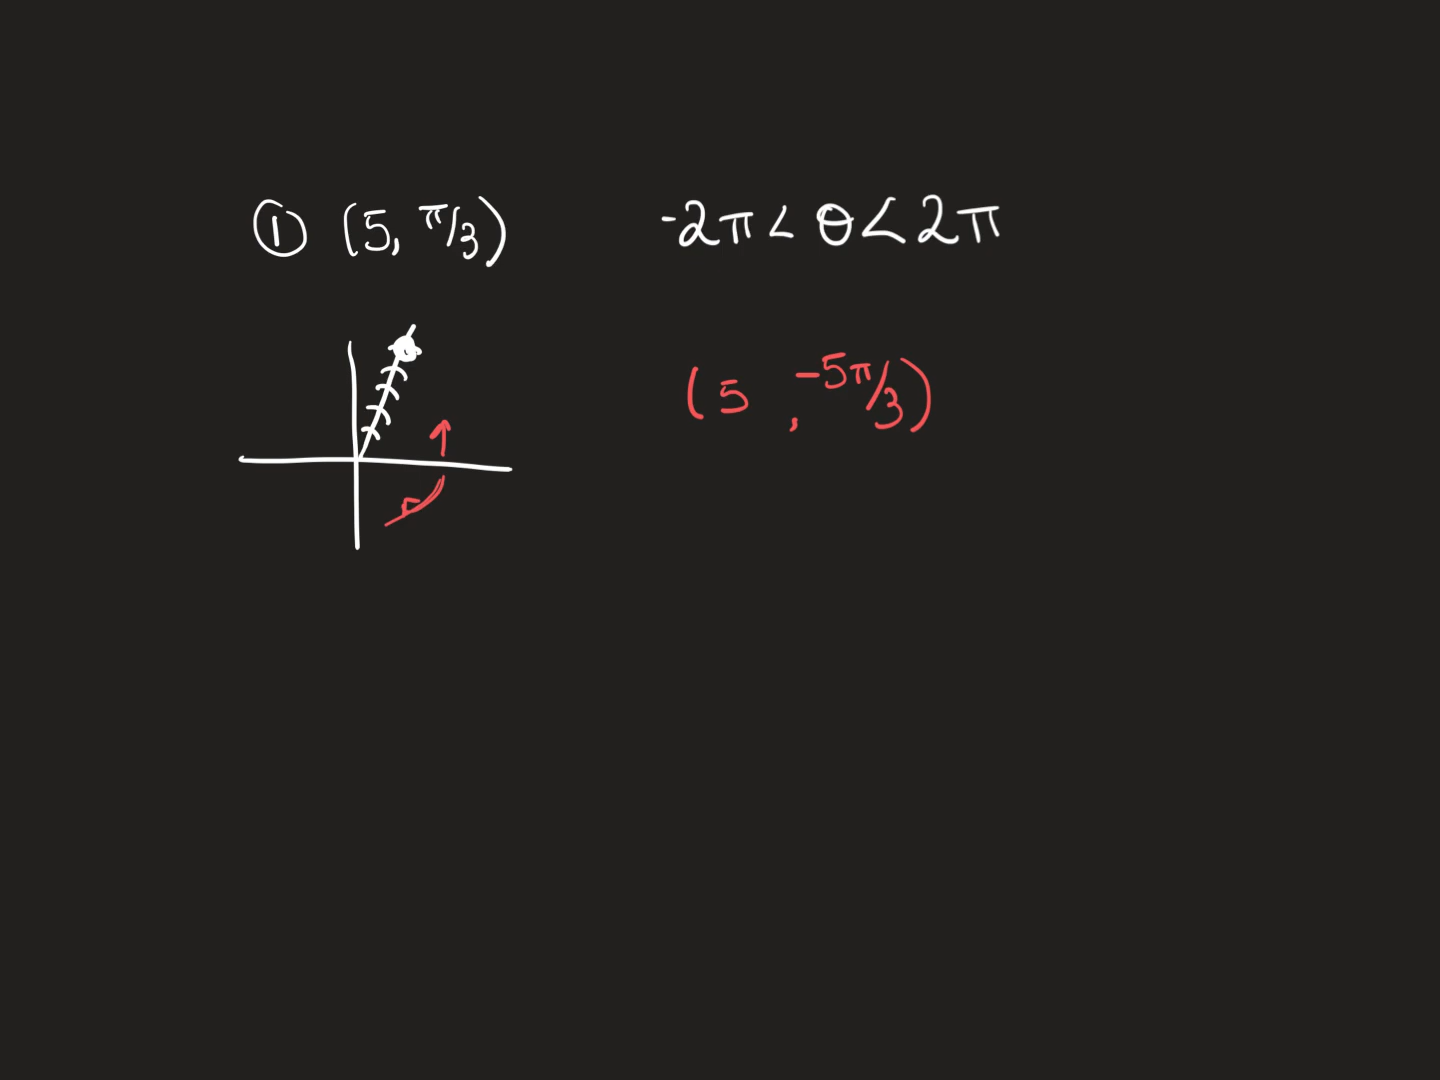 ① (5, π/3) -2π < θ < 2π
(5, -5π/3)